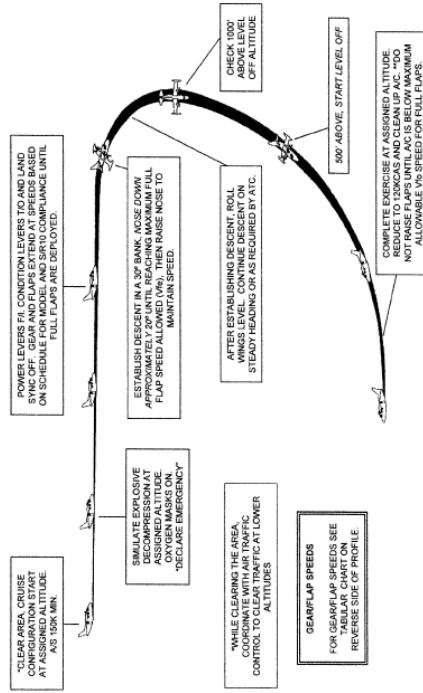 "CLEAR AREA, CRUISE
CONFIGURATION START
AT ASSIGNED ALTITUDE.
A/S 150K MIN.
SIMULATE EXPLOSIVE
DECOMPRESSION AT
ASSIGNED ALTITUDE.
OXYGEN MASKS ON.
"DECLARE EMERGENCY"
POWER LEVERS F/I. CONDITION LEVERS T/O AND LAND
SYNC OFF. GEAR AND FLAPS EXTEND AT SPEEDS BASED
ON SCHEDULE FOR MODEL AND S/R10 COMPLIANCE UNTIL
FULL FLAPS ARE DEPLOYED.
ESTABLISH DESCENT IN A 30º BANK, NOSE DOWN
APPROXIMATELY 20º UNTIL REACHING MAXIMUM FULL
FLAP SPEED ALLOWED (Vfe). THEN RAISE NOSE TO
MAINTAIN SPEED.
CHECK 1000'
ABOVE LEVEL
OFF ALTITUDE
AFTER ESTABLISHING DESCENT, ROLL
WINGS LEVEL. CONTINUE DESCENT ON
STEADY HEADING OR AS REQUIRED BY ATC.
500' ABOVE, START LEVEL OFF
COMPLETE EXERCISE AT ASSIGNED ALTITUDE.
REDUCE TO 120KCAS AND CLEAN UP A/C. **DO
NOT RAISE FLAPS UNTIL A/C IS BELOW MAXIMUM
ALLOWABLE Vfe SPEED FOR FULL FLAPS.
"WHILE CLEARING THE AREA,
COORDINATE WITH AIR TRAFFIC
CONTROL TO CLEAR TRAFFIC AT LOWER
ALTITUDES
GEAR/FLAP SPEEDS
FOR GEAR/FLAP SPEEDS SEE
TABULAR CHART ON
REVERSE SIDE OF PROFILE.